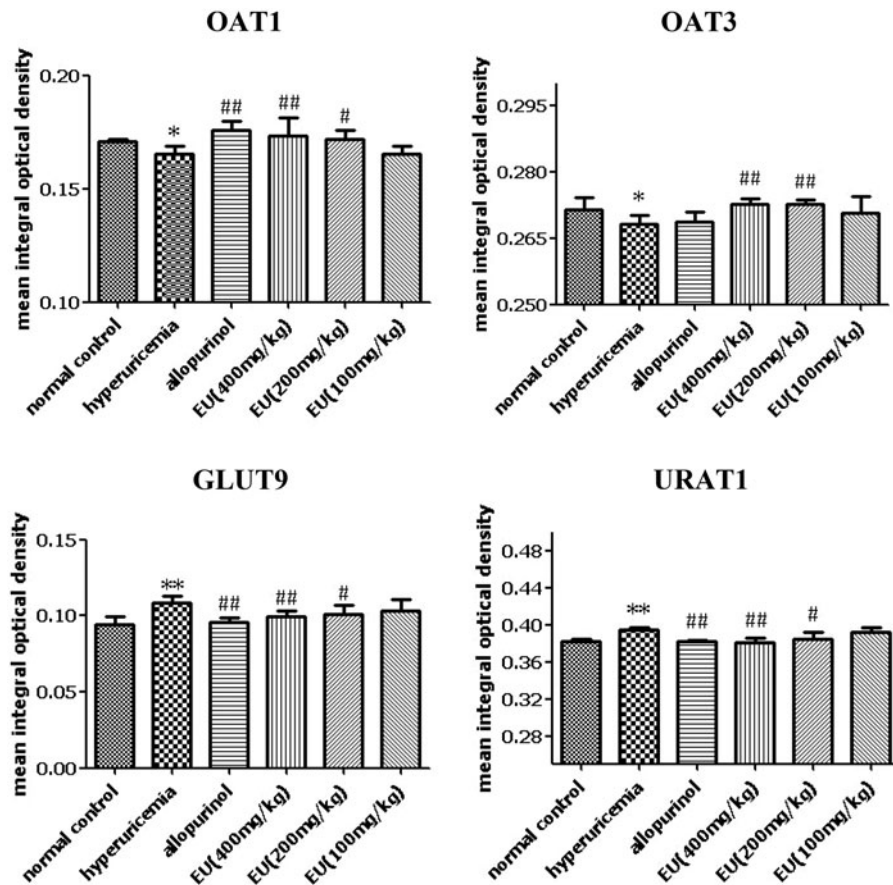 OAT1
mean integral optical density
0.20
0.15
0.10
*
##
##
#
normal control
hyperuricemia
allopurinol
EU(400mg/kg)
EU(200mg/kg)
EU(100mg/kg)
OAT3
mean integral optical density
0.295
0.280
0.265
0.250
*
##
##
normal control
hyperuricemia
allopurinol
EU(400mg/kg)
EU(200mg/kg)
EU(100mg/kg)
GLUT9
mean integral optical density
0.15
0.10
0.05
0.00
**
##
##
#
normal control
hyperuricemia
allopurinol
EU(400mg/kg)
EU(200mg/kg)
EU(100mg/kg)
URAT1
mean integral optical density
0.48
0.44
0.40
0.36
0.32
0.28
**
##
##
#
normal control
hyperuricemia
allopurinol
EU(400mg/kg)
EU(200mg/kg)
EU(100mg/kg)